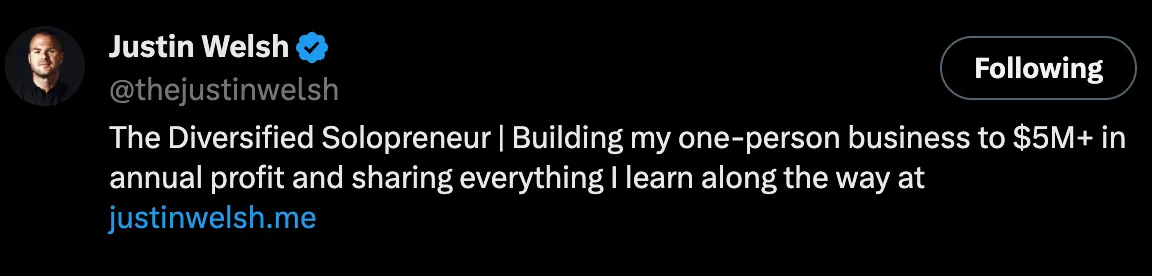 Justin Welsh
@thejustinwelsh
Following
The Diversified Solopreneur | Building my one-person business to $5M+ in
annual profit and sharing everything I learn along the way at
justinwelsh.me